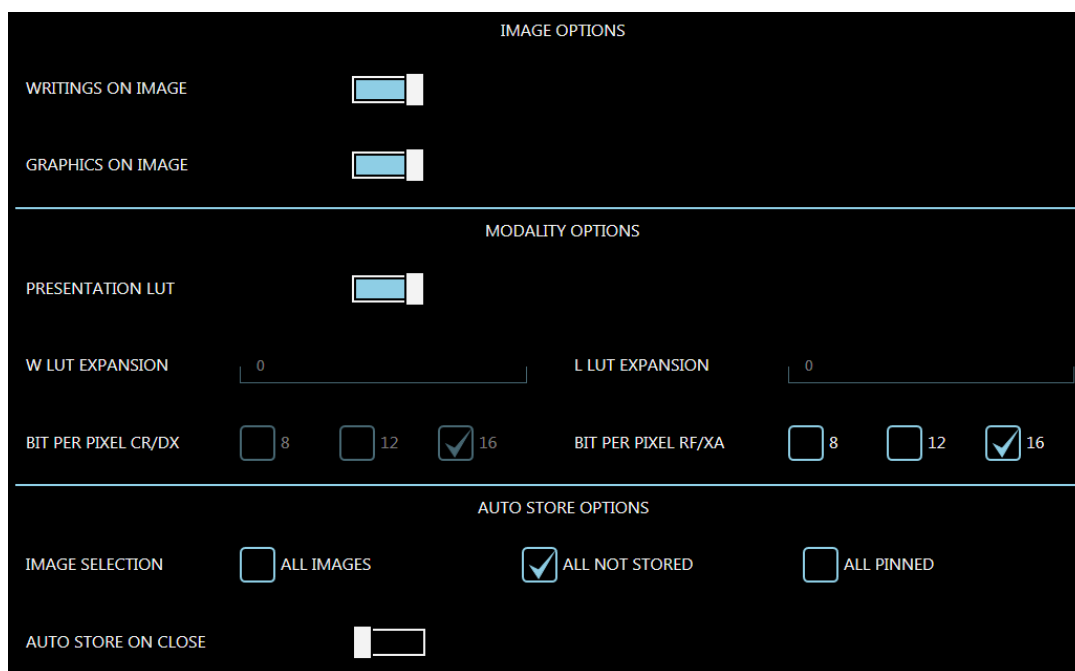 IMAGE OPTIONS
WRITINGS ON IMAGE
GRAPHICS ON IMAGE
MODALITY OPTIONS
PRESENTATION LUT
W LUT EXPANSION 0 L LUT EXPANSION 0
BIT PER PIXEL CR/DX 8 12 16 BIT PER PIXEL RF/XA 8 12 16
AUTO STORE OPTIONS
IMAGE SELECTION ALL IMAGES ALL NOT STORED ALL PINNED
AUTO STORE ON CLOSE